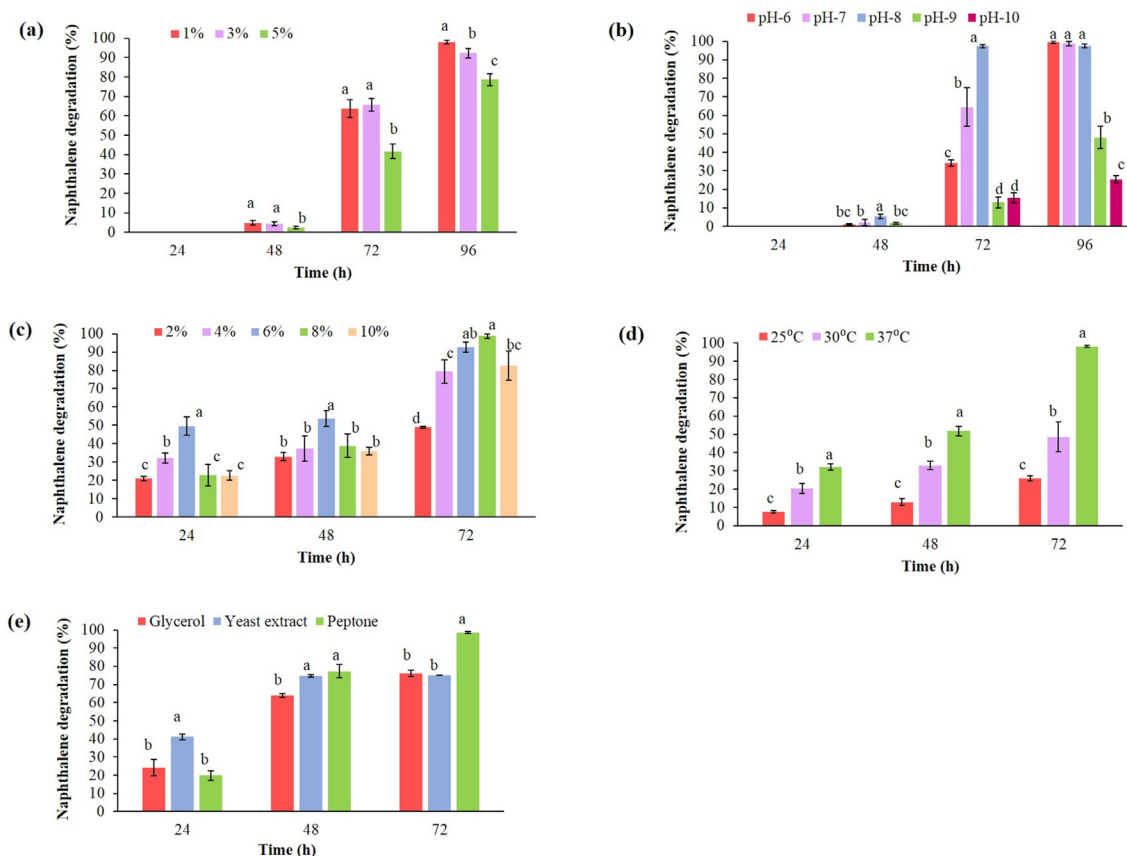 (a)
1% 3% 5%
Naphthalene degradation (%)
100
90
80
70
60
50
40
30
20
10
0
a a b
a a b
a b c
24 48 72 96
Time (h)
(b)
pH-6 pH-7 pH-8 pH-9 pH-10
Naphthalene degradation (%)
100
90
80
70
60
50
40
30
20
10
0
bc b a bc
c b a d d
a a a b c
24 48 72 96
Time (h)
(c)
2% 4% 6% 8% 10%
Naphthalene degradation (%)
100
90
80
70
60
50
40
30
20
10
0
c b a c c
b b a b b
d c ab a bc
24 48 72
Time (h)
(d)
25⁰C 30⁰C 37⁰C
Naphthalene degradation (%)
100
90
80
70
60
50
40
30
20
10
0
c b a
c b a
c b a
24 48 72
Time (h)
(e)
Glycerol Yeast extract Peptone
Naphthalene degradation (%)
100
90
80
70
60
50
40
30
20
10
0
b a b
b a a
b b a
24 48 72
Time (h)